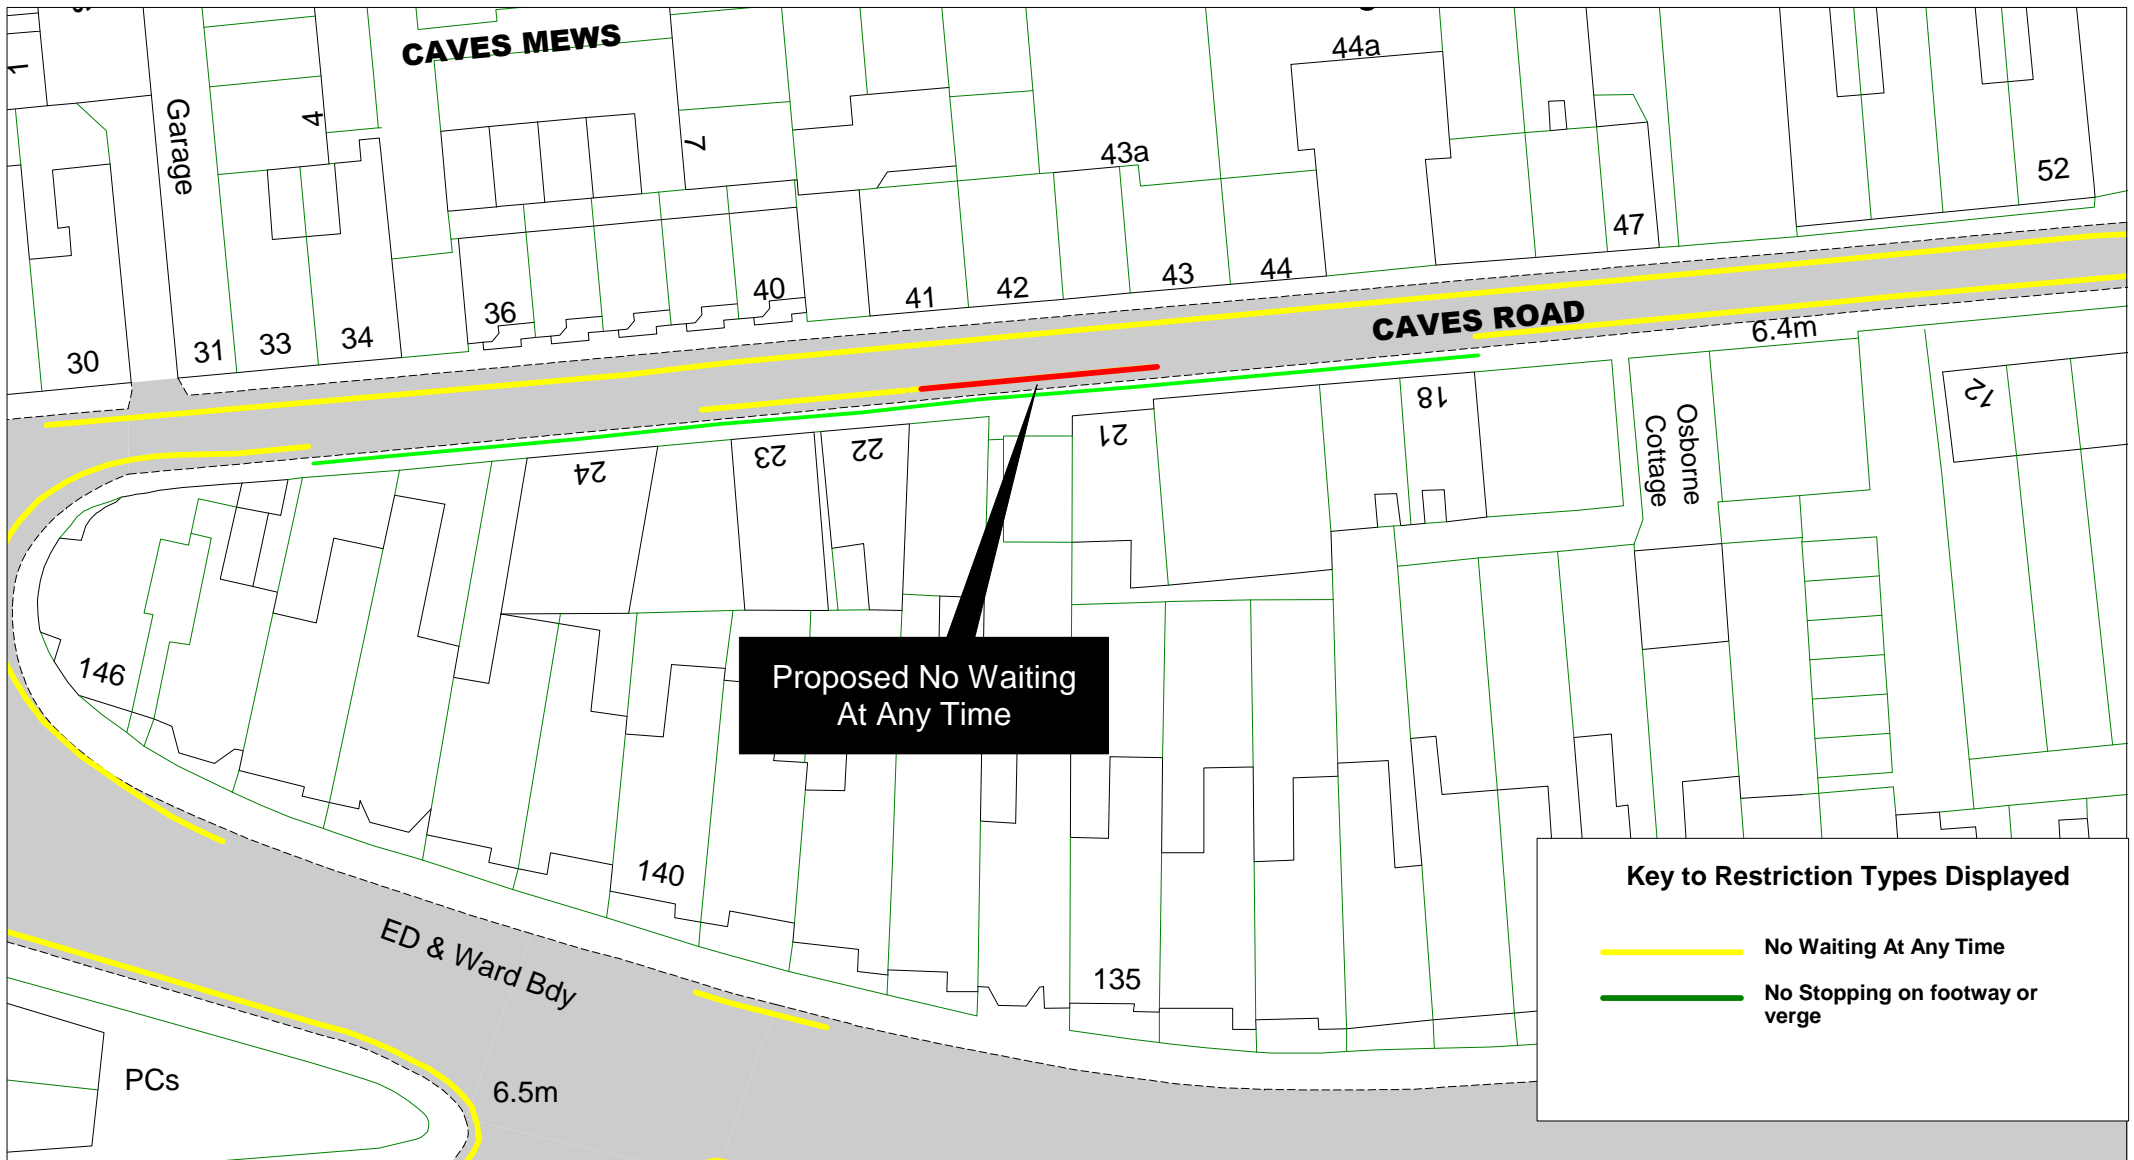 CAVES MEWS
44a
1
Garage
4
7
43a
52
47
44
43
42
41
40
36
34
33
31
30
CAVES ROAD
6.4m
18
12
21
22
23
24
Osborne
Cottage
146
Proposed No Waiting
At Any Time
140
135
ED & Ward Bdy
6.5m
PCs
Key to Restriction Types Displayed
No Waiting At Any Time
No Stopping on footway or
verge